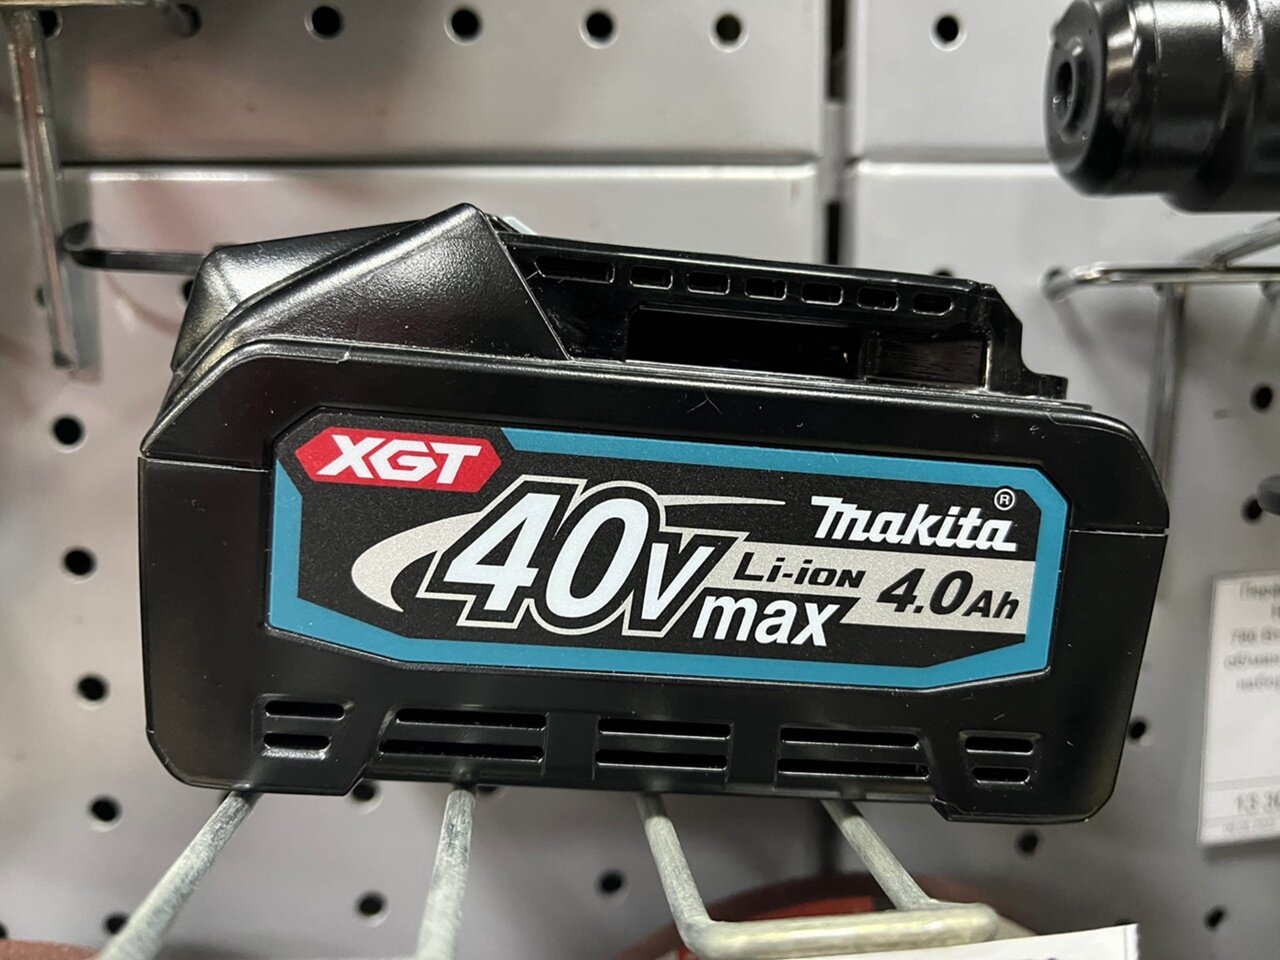 XGT
40v max
Makita®
Li-ion 4.0Ah